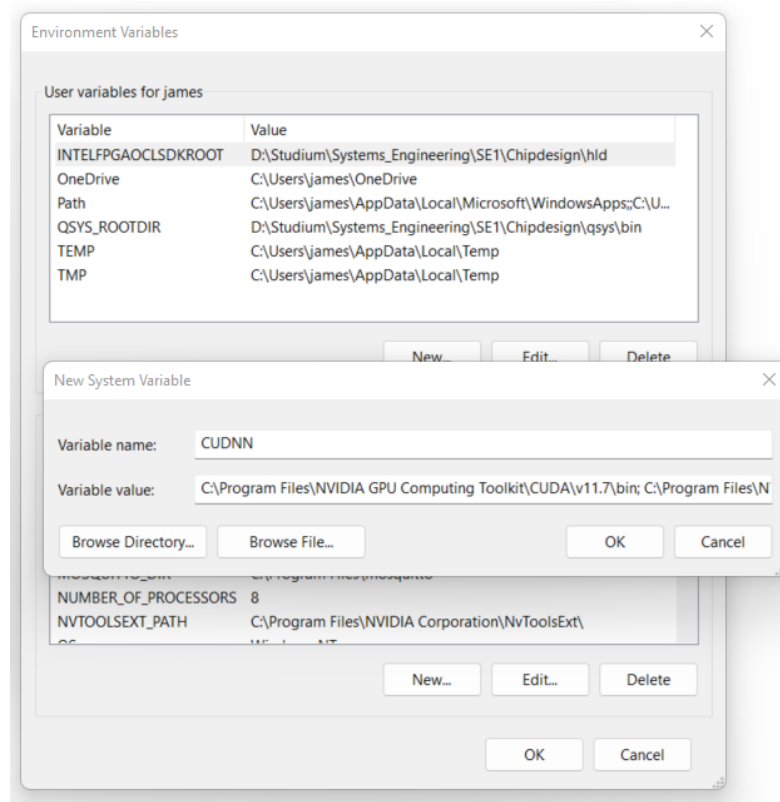 Environment Variables
User variables for james
Variable Value
INTELFPGAOCLSDKROOT D:\Studium\Systems_Engineering\SE1\Chipdesign\hld
OneDrive C:\Users\james\OneDrive
Path C:\Users\james\AppData\Local\Microsoft\WindowsApps;;C:\U...
QSYS_ROOTDIR D:\Studium\Systems_Engineering\SE1\Chipdesign\qsys\bin
TEMP C:\Users\james\AppData\Local\Temp
TMP C:\Users\james\AppData\Local\Temp
New... Edit... Delete
New System Variable
Variable name: CUDNN
Variable value: C:\Program Files\NVIDIA GPU Computing Toolkit\CUDA\v11.7\bin; C:\Program Files\N
Browse Directory... Browse File... OK Cancel
MOSQUITTO_DIR C:\Program Files\mosquitto
NUMBER_OF_PROCESSORS 8
NVTOOLSEXT_PATH C:\Program Files\NVIDIA Corporation\NvToolsExt\
New... Edit... Delete
OK Cancel